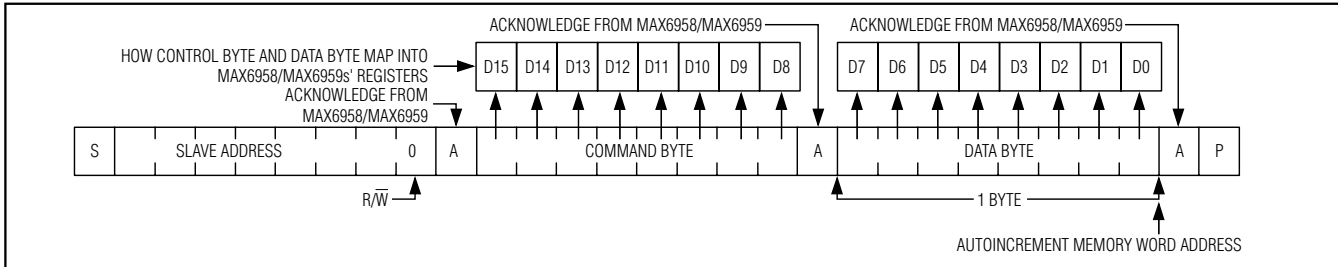 ACKNOWLEDGE FROM MAX6958/MAX6959
ACKNOWLEDGE FROM MAX6958/MAX6959
HOW CONTROL BYTE AND DATA BYTE MAP INTO
MAX6958/MAX6959s' REGISTERS
D15 D14 D13 D12 D11 D10 D9 D8
D7 D6 D5 D4 D3 D2 D1 D0
ACKNOWLEDGE FROM
MAX6958/MAX6959
S SLAVE ADDRESS 0 A COMMAND BYTE A DATA BYTE A P
R/W̅
1 BYTE
AUTOINCREMENT MEMORY WORD ADDRESS